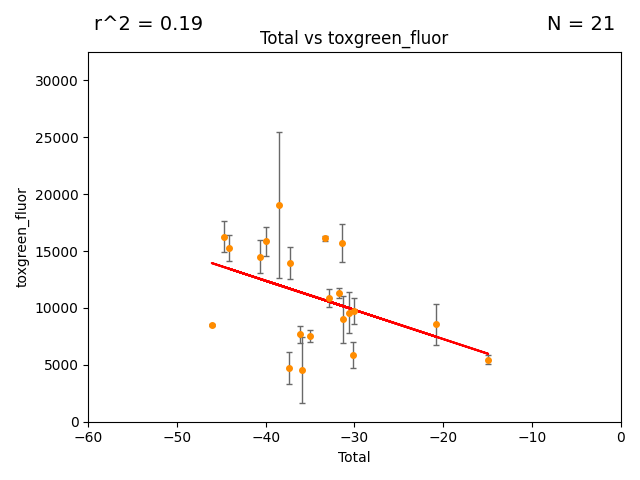 r^2 = 0.19
N = 21
Total vs toxgreen_fluor
30000
25000
20000
15000
10000
5000
0
toxgreen_fluor
−60
−50
−40
−30
−20
−10
0
Total